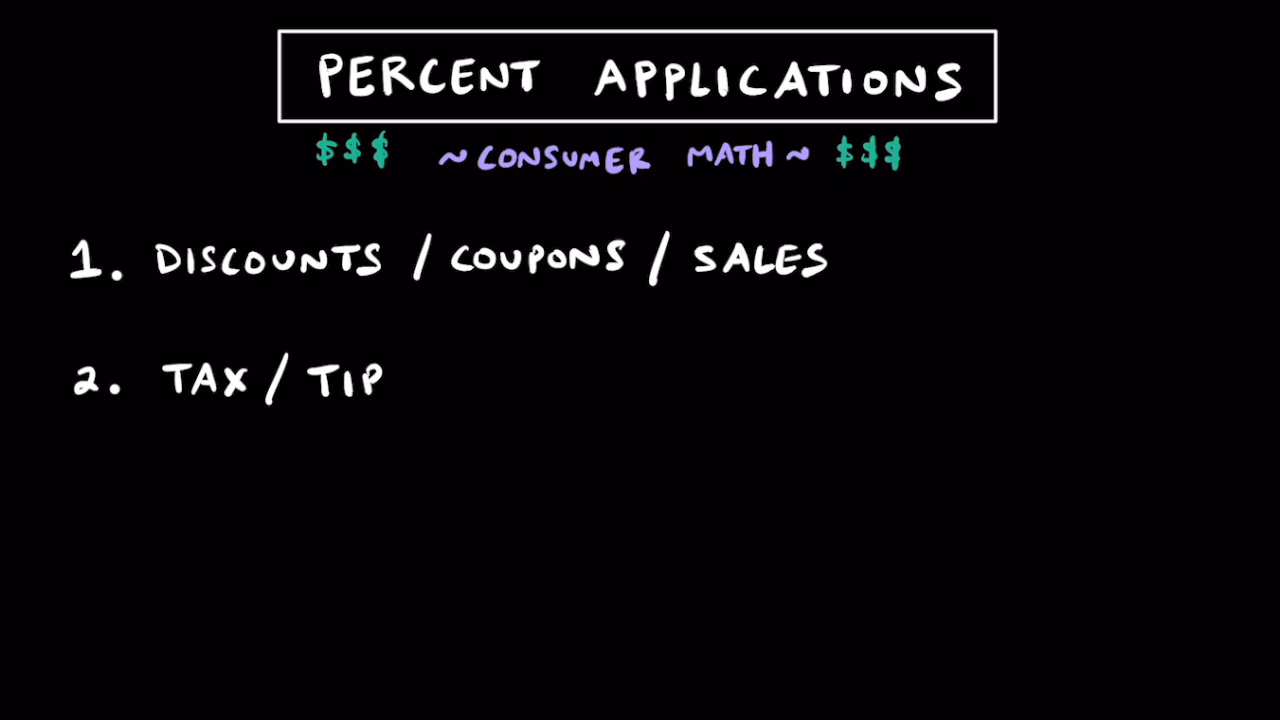 PERCENT APPLICATIONS
$$$ ~CONSUMER MATH~ $$$
1. DISCOUNTS / COUPONS / SALES
2. TAX / TIP